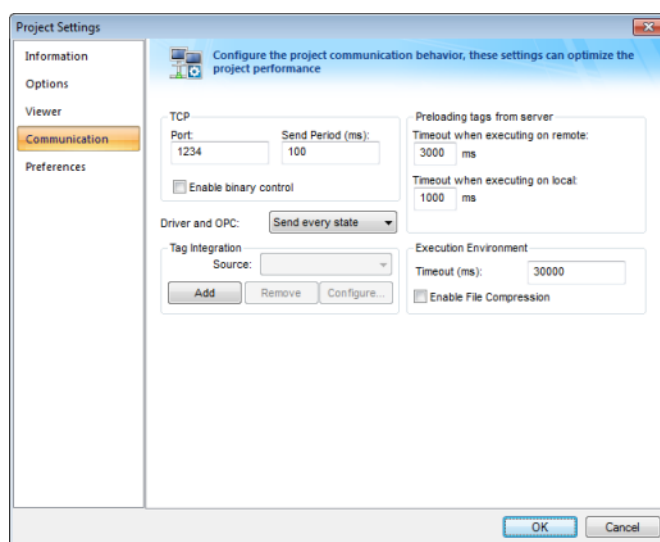 Project Settings
Information
Options
Viewer
Communication
Preferences
Configure the project communication behavior, these settings can optimize the
project performance
TCP
Port:
Send Period (ms):
1234
100
Enable binary control
Driver and OPC:
Send every state
Tag Integration
Source:
Add
Remove
Configure...
Preloading tags from server
Timeout when executing on remote:
3000 ms
Timeout when executing on local:
1000 ms
Execution Environment
Timeout (ms):
30000
Enable File Compression
OK
Cancel